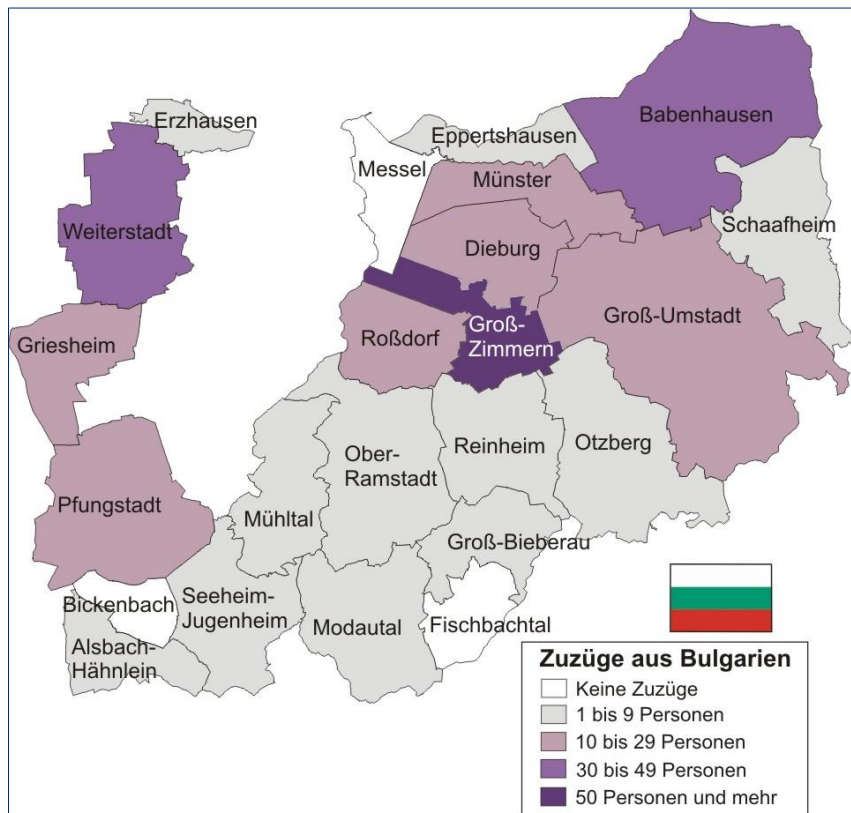 Erzhausen
Eppertshausen
Babenhausen
Messel
Münster
Schaafheim
Weiterstadt
Dieburg
Groß-Umstadt
Griesheim
Roßdorf
Groß-
Zimmern
Reinheim
Otzberg
Ober-
Ramstadt
Pfungstadt
Mühltal
Groß-Bieberau
Bickenbach
Seeheim-
Jugenheim
Modautal
Fischbachtal
Alsbach-
Hähnlein
Zuzüge aus Bulgarien
Keine Zuzüge
1 bis 9 Personen
10 bis 29 Personen
30 bis 49 Personen
50 Personen und mehr